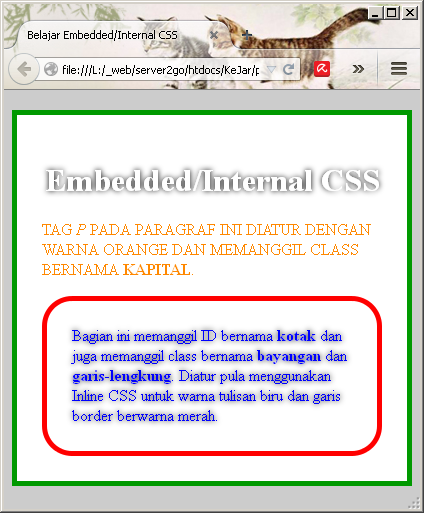 Belajar Embedded/Internal CSS
file:///L:/_web/server2go/htdocs/KeJar/p
Embedded/Internal CSS
TAG P PADA PARAGRAF INI DIATUR DENGAN
WARNA ORANGE DAN MEMANGGIL CLASS
BERNAMA KAPITAL.
Bagian ini memanggil ID bernama kotak dan
juga memanggil class bernama bayangan dan
garis-lengkung. Diatur pula menggunakan
Inline CSS untuk warna tulisan biru dan garis
border berwarna merah.